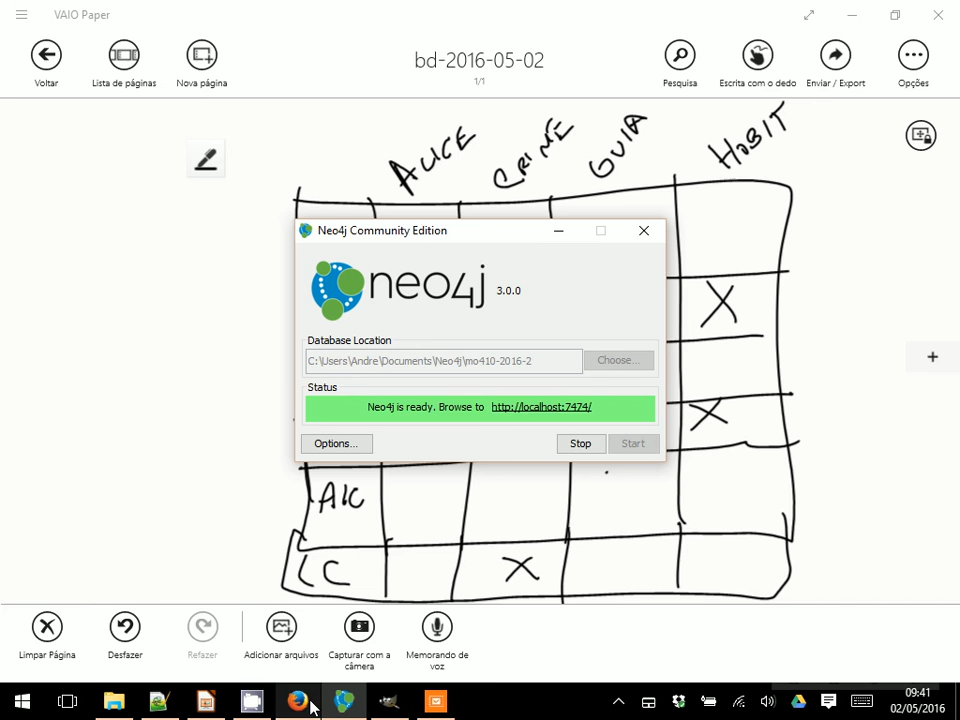 VAIO Paper
bd-2016-05-02
1/1
Voltar
Lista de páginas
Nova página
Pesquisa
Escrita com o dedo
Enviar / Export
Opções
ALICE
CRIME
GUIA
HOBIT
Neo4j Community Edition
neo4j 3.0.0
Database Location
C:\Users\Andre\Documents\Neo4j\mo410-2016-2
Choose...
Status
Neo4j is ready. Browse to http://localhost:7474/
Options...
Stop
Start
X
X
AIC
CC
X
Limpar Página
Desfazer
Refazer
Adicionar arquivos
Capturar com a
câmera
Memorando de
voz
09:41
02/05/2016